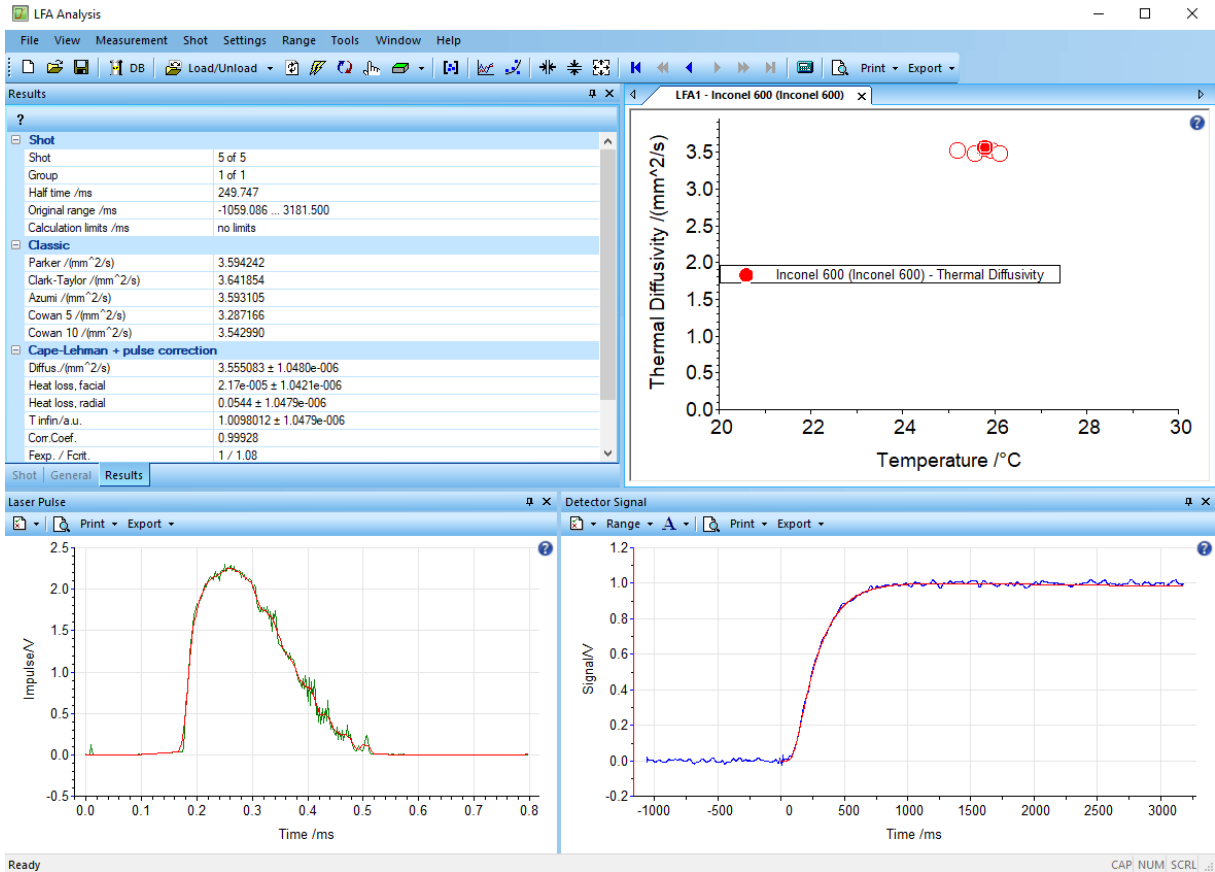 LFA Analysis
File View Measurement Shot Settings Range Tools Window Help
DB Load/Unload Print Export
Results
?
Shot
Shot 5 of 5
Group 1 of 1
Half time /ms 249.747
Original range /ms -1059.086 ... 3181.500
Calculation limits /ms no limits
Classic
Parker /(mm^2/s) 3.594242
Clark-Taylor /(mm^2/s) 3.641854
Azumi /(mm^2/s) 3.593105
Cowan 5 /(mm^2/s) 3.287166
Cowan 10 /(mm^2/s) 3.542990
Cape-Lehman + pulse correction
Diffus./(mm^2/s) 3.555083 ± 1.0480e-006
Heat loss, facial 2.17e-005 ± 1.0421e-006
Heat loss, radial 0.0544 ± 1.0479e-006
T infin/a.u. 1.0098012 ± 1.0479e-006
Corr.Coef. 0.99928
Fexp. / Fcrit. 1 / 1.08
Shot General Results
LFA1 - Inconel 600 (Inconel 600)
Thermal Diffusivity /(mm^2/s)
3.5
3.0
2.5
2.0
1.5
1.0
0.5
0.0
Inconel 600 (Inconel 600) - Thermal Diffusivity
20 22 24 26 28 30
Temperature /°C
Laser Pulse
Print Export
Impulse/V
2.5
2.0
1.5
1.0
0.5
0.0
-0.5
0.0 0.1 0.2 0.3 0.4 0.5 0.6 0.7 0.8
Time /ms
Detector Signal
Range A Print Export
Signal/V
1.2
1.0
0.8
0.6
0.4
0.2
0.0
-0.2
-1000 -500 0 500 1000 1500 2000 2500 3000
Time /ms
Ready
CAP NUM SCRL